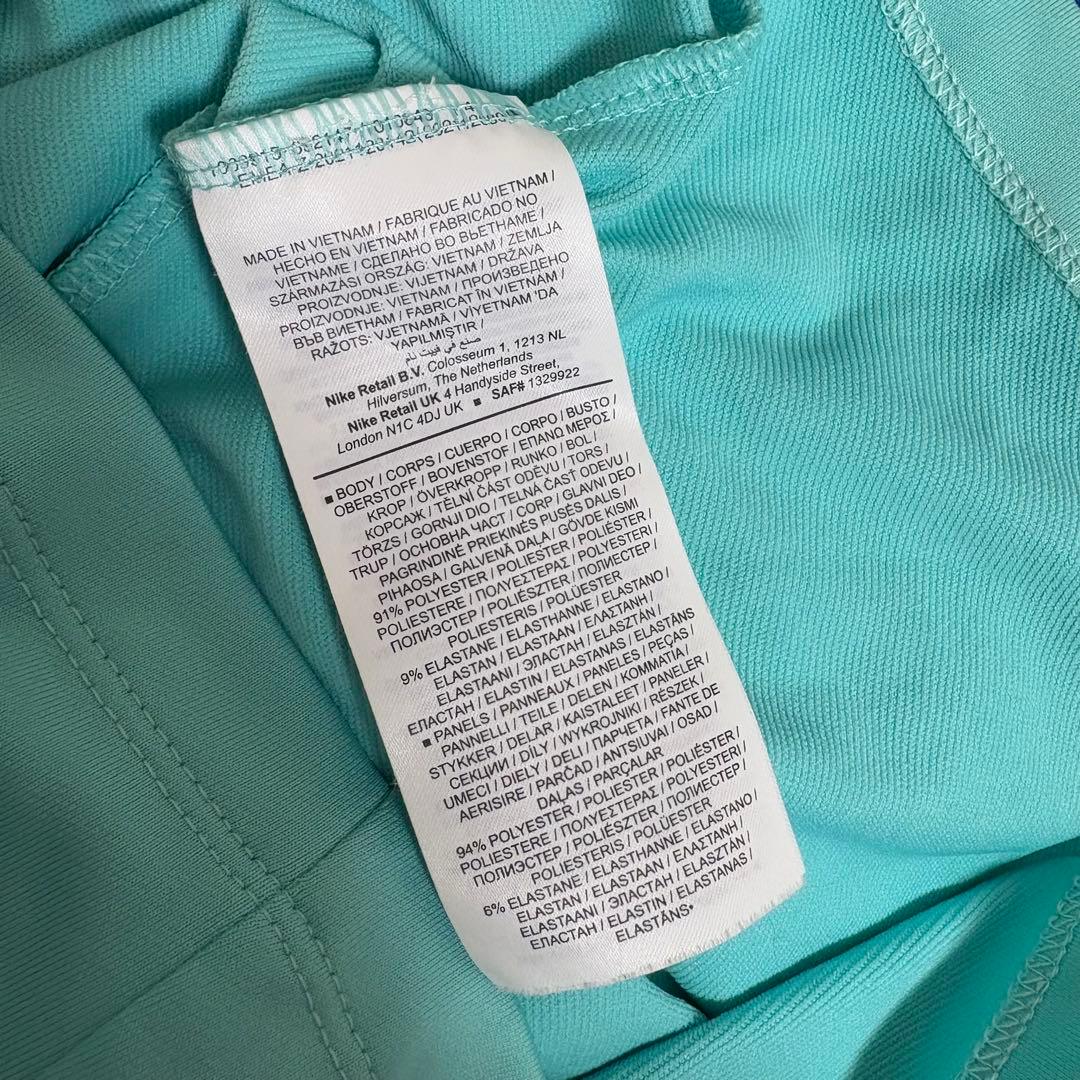 MADE IN VIETNAM / FABRIQUE AU VIETNAM /
HECHO EN VIETNAM / FABRICADO NO
VIETNAME / СДЕЛАНО ВО ВЬЕТНАМЕ /
SZÁRMAZÁSI ORSZÁG: VIETNAM / ZEMLJA
PROIZVODNJE: VIJETNAM / DRŽAVA
PROIZVODNJE: VIETNAM / ПРОИЗВЕДЕНО
ВЪВ ВИЕТНАМ / FABRICAT ÎN VIETNAM /
RAŽOTS: VJETNAMĀ / VİYETNAM 'DA
YAPILMIŞTIR /
صنع في فييت نام
Nike Retail B.V. Colosseum 1, 1213 NL
Hilversum, The Netherlands
Nike Retail UK 4 Handyside Street,
London N1C 4DJ UK ▪ SAF# 1329922
▪ BODY / CORPS / CUERPO / CORPO / BUSTO /
OBERSTOFF / BOVENSTOF / ΕΠΑΝΩ ΜΕΡΟΣ /
KROP / ÖVERKROPP / RUNKO / BOL /
КОРСАЖ / TĚLNÍ ČÁST ODĚVU / TORS /
TÖRZS / GORNJI DIO / TELNÁ ČASŤ ODEVU /
TRUP / ОСНОВНА ЧАСТ / CORP / GLAVNI DEO /
PAGRINDINĖ PRIEKINĖS PUSĖS DALIS /
PIHAOSA / GALVENĀ DAĻA / GÖVDE KISMI
91% POLYESTER / POLIESTER / POLIÉSTER /
POLIESTERE / ΠΟΛΥΕΣΤΕΡΑΣ / POLYESTERI /
ПОЛИЭСТЕР / POLIÉSZTER / ПОЛИЕСТЕР /
POLIESTERIS / POLÜESTER
9% ELASTANE / ELASTHANNE / ELASTANO /
ELASTAN / ELASTAAN / ΕΛΑΣΤΑΝΗ /
ELASTAANI / ЭЛАСТАН / ELASZTÁN /
ЕЛАСТАН / ELASTIN / ELASTANAS / ELASTĀNS
▪ PANELS / PANNEAUX / PANELES / PEÇAS /
PANNELLI / TEILE / DELEN / ΚΟΜΜΑΤΙΑ /
STYKKER / DELAR / KAISTALEET / PANELER /
СЕКЦИИ / DÍLY / WYKROJNIKI / RÉSZEK /
UMECI / DIELY / DELI / ПАРЧЕТА / FANTE DE
AERISIRE / PARČAD / ANTSIUVAI / OSAD /
DAĻAS / PARÇALAR
94% POLYESTER / POLIESTER / POLIÉSTER /
POLIESTERE / ΠΟΛΥΕΣΤΕΡΑΣ / POLYESTERI /
ПОЛИЭСТЕР / POLIÉSZTER / ПОЛИЕСТЕР /
POLIESTERIS / POLÜESTER
6% ELASTANE / ELASTHANNE / ELASTANO /
ELASTAN / ELASTAAN / ΕΛΑΣΤΑΝΗ /
ELASTAANI / ЭЛАСТАН / ELASZTÁN /
ЕЛАСТАН / ELASTIN / ELASTANAS /
ELASTĀNS•